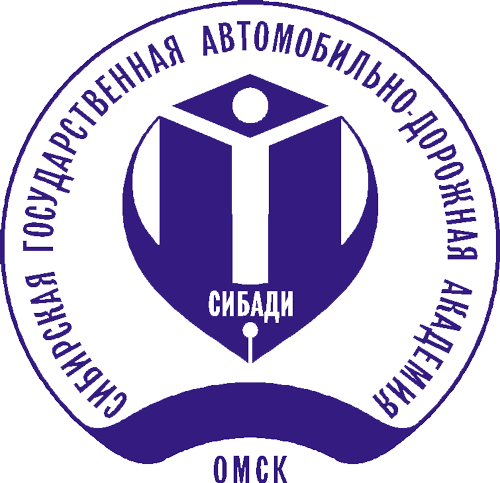 СИБИРСКАЯ ГОСУДАРСТВЕННАЯ АВТОМОБИЛЬНО-ДОРОЖНАЯ АКАДЕМИЯ
СИБАДИ
ОМСК